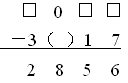 □ 0 □ □
－3( )1 7
2 8 5 6